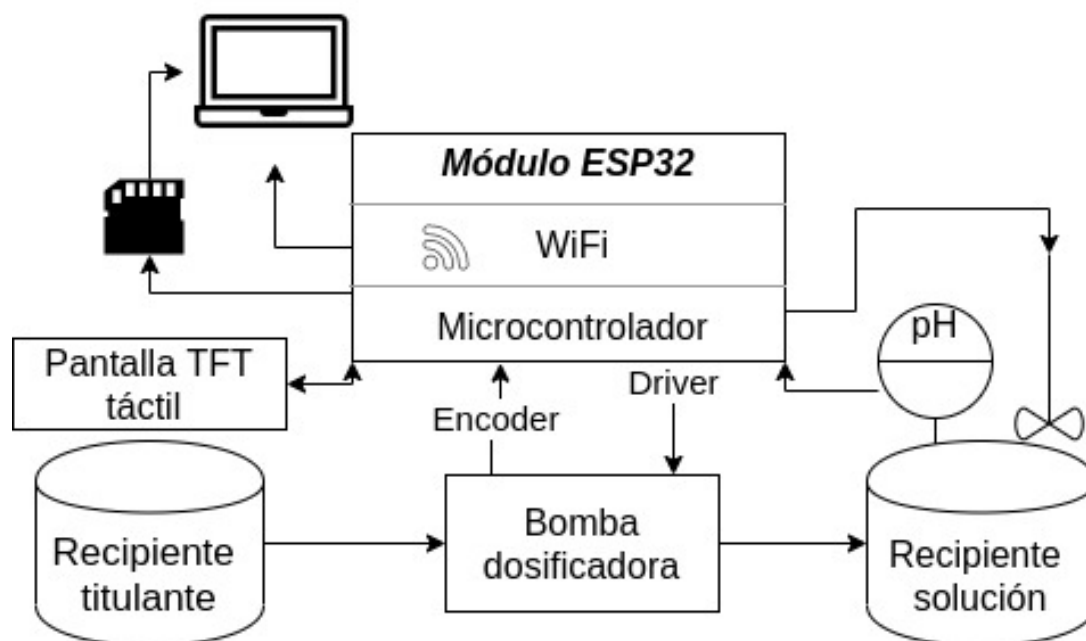 Módulo ESP32
WiFi
Microcontrolador
pH
Pantalla TFT
táctil
Encoder
Driver
Recipiente
titulante
Bomba
dosificadora
Recipiente
solución